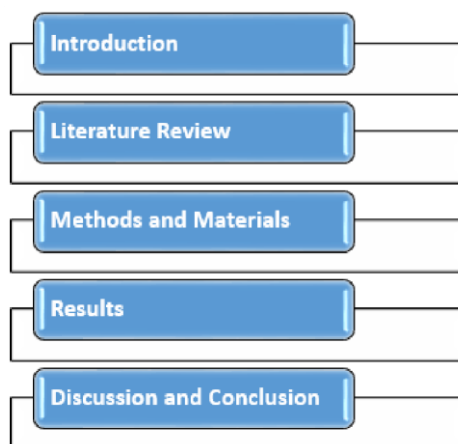 Introduction
Literature Review
Methods and Materials
Results
Discussion and Conclusion